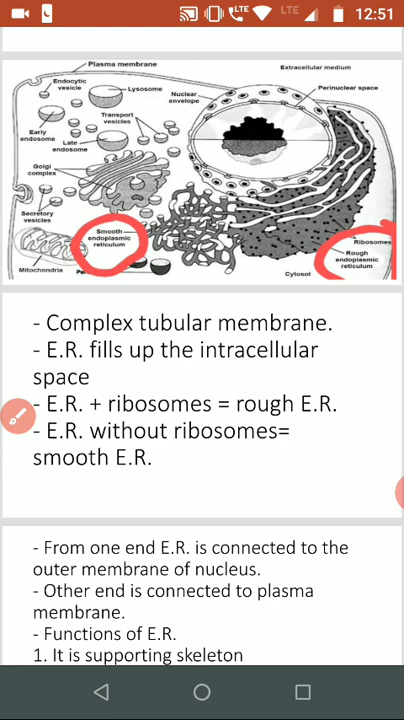 LTE LTE 12:51
Plasma membrane
Extracellular medium
Endocytic
vesicle
Lysosome
Nuclear
envelope
Perinuclear space
Transport
vesicles
Early
endosome
Late
endosome
Golgi
complex
Secretory
vesicles
Smooth
endoplasmic
reticulum
Ribosomes
Rough
endoplasmic
reticulum
Mitochondria
Cytosol
- Complex tubular membrane.
- E.R. fills up the intracellular
space
- E.R. + ribosomes = rough E.R.
- E.R. without ribosomes=
smooth E.R.
- From one end E.R. is connected to the
outer membrane of nucleus.
- Other end is connected to plasma
membrane.
- Functions of E.R.
1. It is supporting skeleton